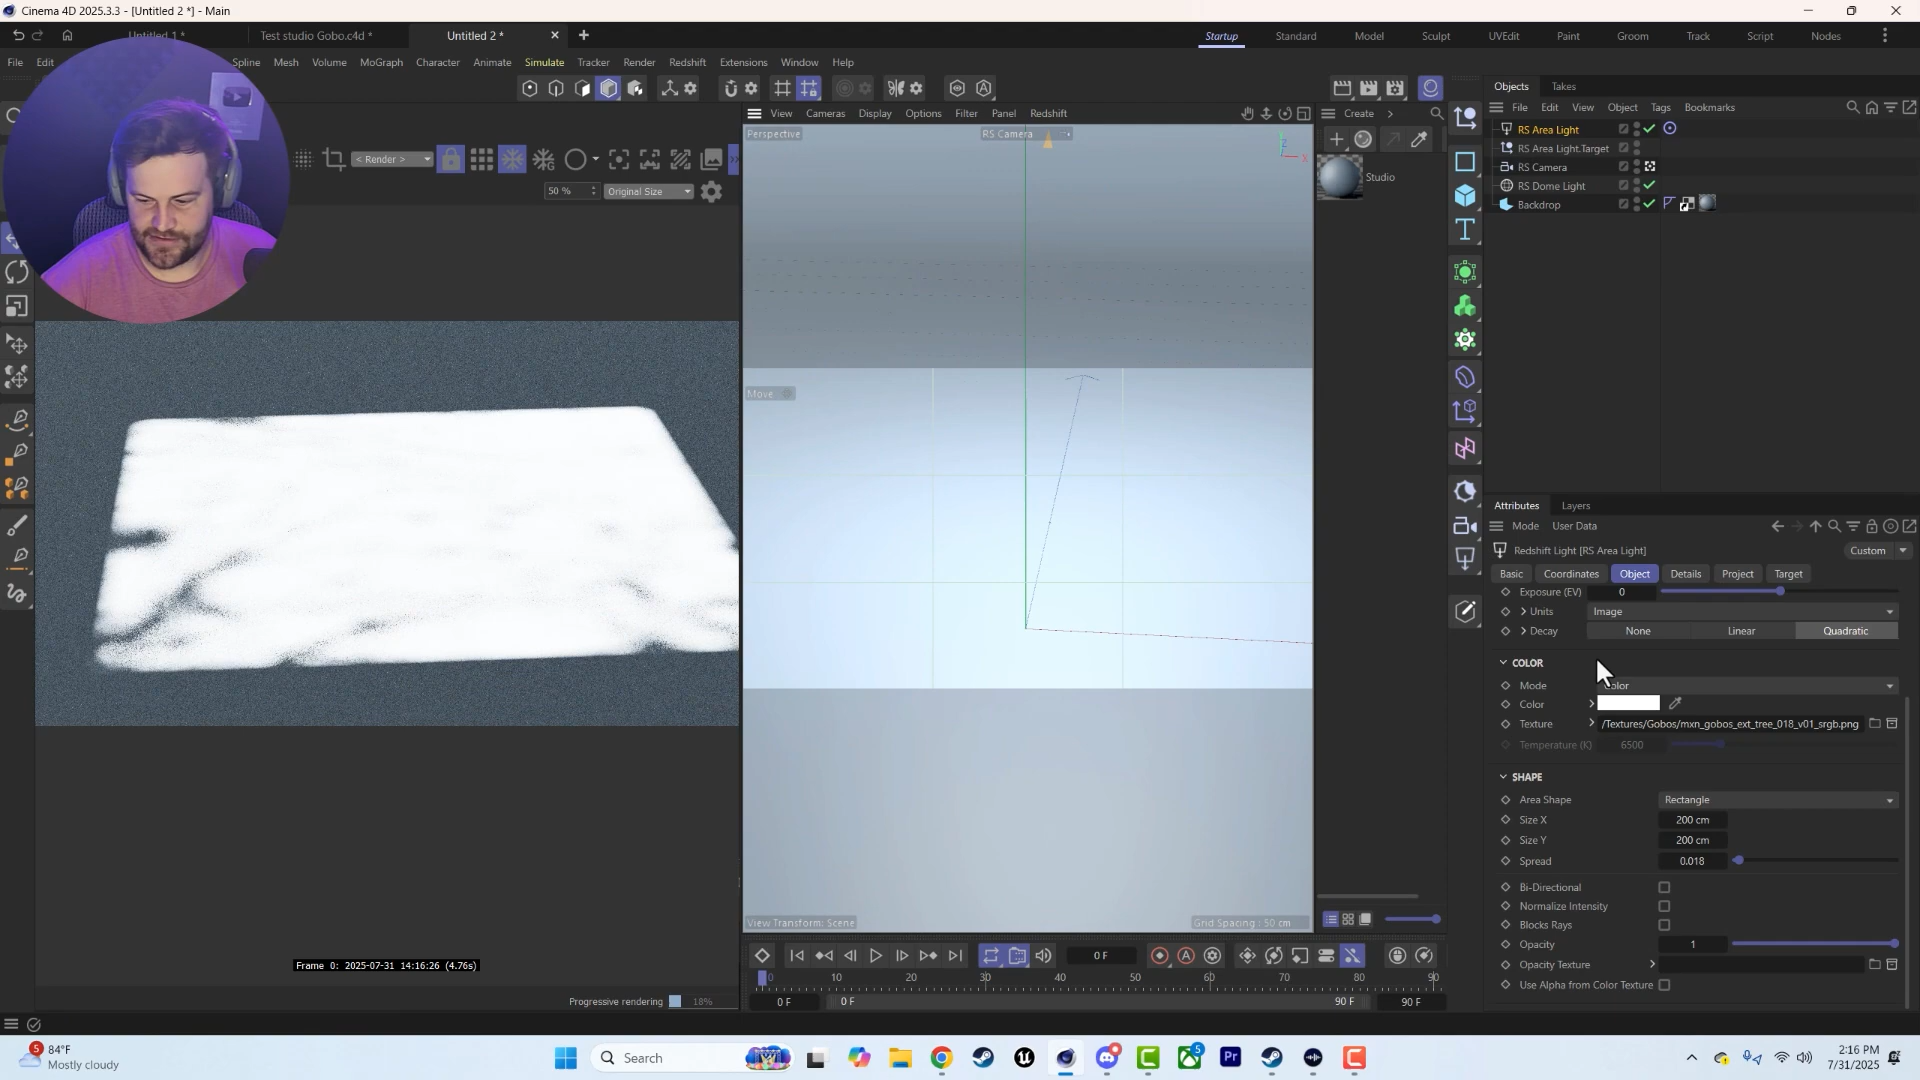 Cinema 4D 2025.3.3 - [Untitled 2 *] - Main
Untitled 1 *
Test studio Gobo.c4d *
Untitled 2 *
Startup
Standard
Model
Sculpt
UVEdit
Paint
Groom
Track
Script
Nodes
File
Edit
Spline
Mesh
Volume
MoGraph
Character
Animate
Simulate
Tracker
Render
Redshift
Extensions
Window
Help
< Render >
50 %
Original Size
View
Cameras
Display
Options
Filter
Panel
Redshift
Perspective
RS Camera
Y
Z
X
Move
View Transform: Scene
Grid Spacing : 50 cm
Create
Studio
Objects
Takes
File
Edit
View
Object
Tags
Bookmarks
RS Area Light
RS Area Light.Target
RS Camera
RS Dome Light
Backdrop
Attributes
Layers
Mode
User Data
Redshift Light [RS Area Light]
Custom
Basic
Coordinates
Object
Details
Project
Target
Exposure (EV)
0
Units
Image
Decay
None
Linear
Quadratic
COLOR
Mode
Color
Texture
/Textures/Gobos/mxn_gobos_ext_tree_018_v01_srgb.png
Temperature (K)
6500
SHAPE
Area Shape
Rectangle
Size X
200 cm
Size Y
200 cm
Spread
0.018
Bi-Directional
Normalize Intensity
Blocks Rays
Opacity
1
Opacity Texture
Use Alpha from Color Texture
Frame 0: 2025-07-31 14:16:26 (4.76s)
Progressive rendering
18%
0 F
0
10
20
30
40
50
60
70
80
90
0 F
0 F
90 F
90 F
5
84°F
Mostly cloudy
Search
5
Pr
2:16 PM
7/31/2025